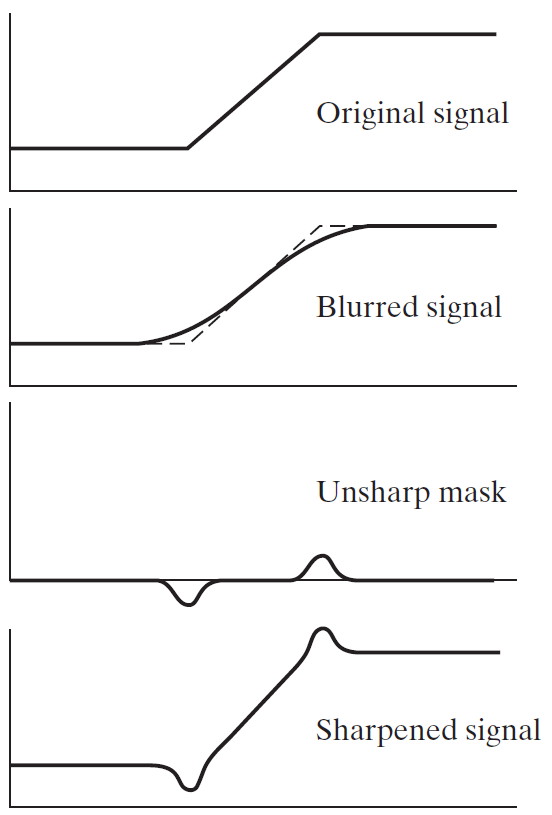 Original signal
Blurred signal
Unsharp mask
Sharpened signal